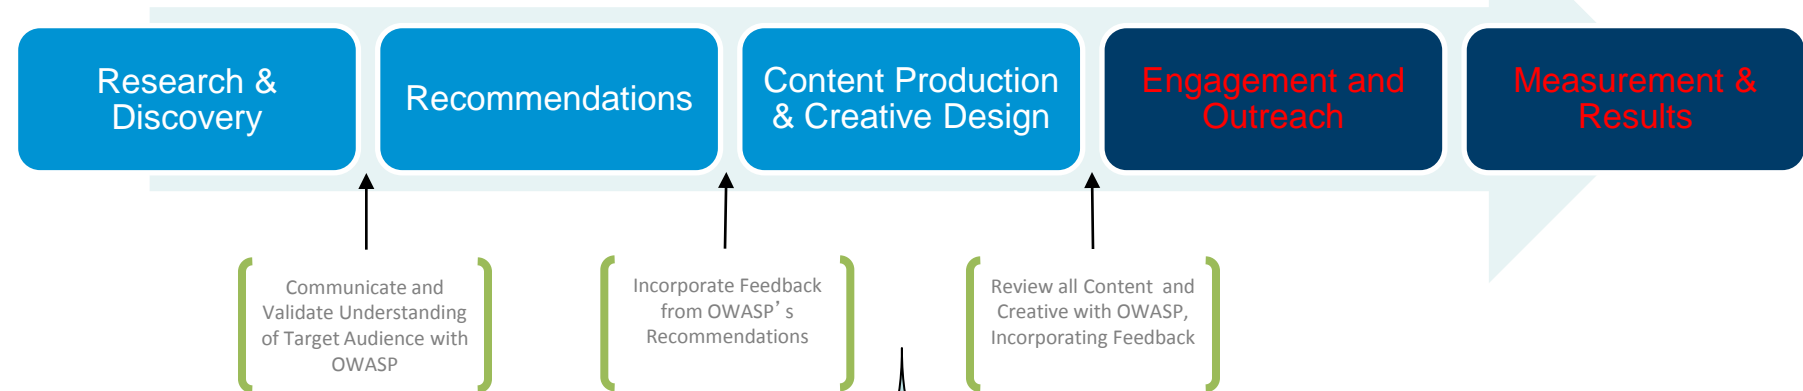 Research &
Discovery
Recommendations
Content Production
& Creative Design
Engagement and
Outreach
Measurement &
Results
Communicate and
Validate Understanding
of Target Audience with
OWASP
Incorporate Feedback
from OWASP’s
Recommendations
Review all Content and
Creative with OWASP,
Incorporating Feedback